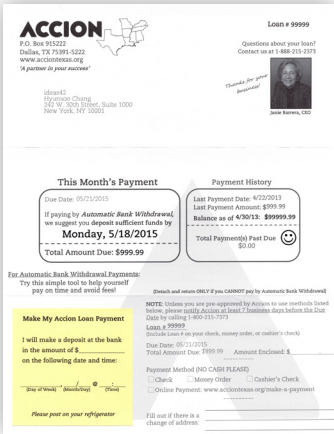 ACCION
P.O. Box 915222
Dallas, TX 75391-5222
www.acciontexas.org
"A partner in your success"
Loan # 99999
Questions about your loan?
Contact us at 1-888-215-2373
Thanks for your
business!
Janie Barrera, CEO
ideas42
Hyunsoo Chang
242 W. 30th Street, Suite 1000
New York, NY 10001
This Month's Payment
Due Date: 05/21/2015
If paying by Automatic Bank Withdrawal,
we suggest you deposit sufficient funds by
Monday, 5/18/2015
Total Amount Due: $999.99
Payment History
Last Payment Date: 4/22/2013
Last Payment Amount: $999.99
Balance as of 4/30/13: $99999.99
Total Payment(s) Past Due
$0.00
For Automatic Bank Withdrawal Payments:
Try this simple tool to help yourself
pay on time and avoid fees!
Make My Accion Loan Payment
I will make a deposit at the bank
in the amount of $
on the following date and time:
, / @ :
(Day of Week) (Month/Day) (Time)
Please post on your refrigerator
(Detach and return ONLY if you CANNOT pay by Automatic Bank Withdrawal)
NOTE: Unless you are pre-approved by Accion to use methods listed
below, please notify Accion at least 7 business days before the Due
Date by calling 1-800-215-7373
Loan # 99999
(Include Loan # on your check, money order, or cashier's check)
Due Date: 05/21/2015
Total Amount Due: $999.99 Amount Enclosed: $
Payment Method (NO CASH PLEASE)
Check Money Order Cashier's Check
Online Payment: www.acciontexas.org/make-a-payment
Fill out if there is a
change of address: